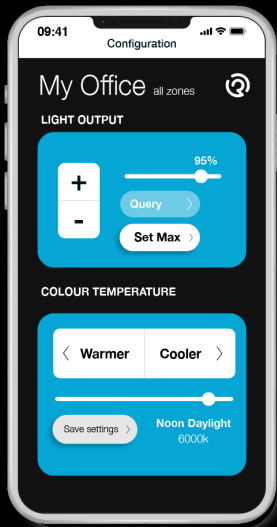 09:41
Configuration
My Office all zones
LIGHT OUTPUT
95%
+
-
Query
Set Max
COLOUR TEMPERATURE
Warmer Cooler
Save settings
Noon Daylight
6000k